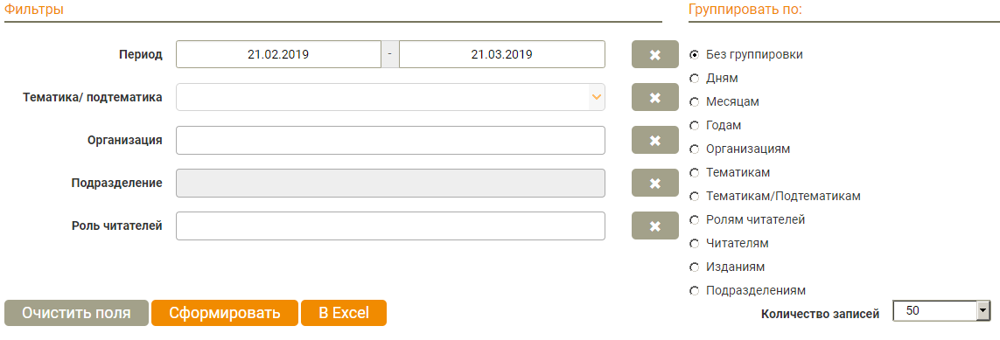 Фильтры
Период 21.02.2019 - 21.03.2019
Тематика/ подтематика
Организация
Подразделение
Роль читателей
Очистить поля Сформировать В Excel
Группировать по:
Без группировки
Дням
Месяцам
Годам
Организациям
Тематикам
Тематикам/Подтематикам
Ролям читателей
Читателям
Изданиям
Подразделениям
Количество записей 50